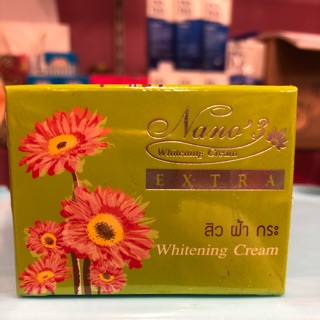 Nano'3
Whitening Cream
EXTRA
สิว ฝ้า กระ
Whitening Cream